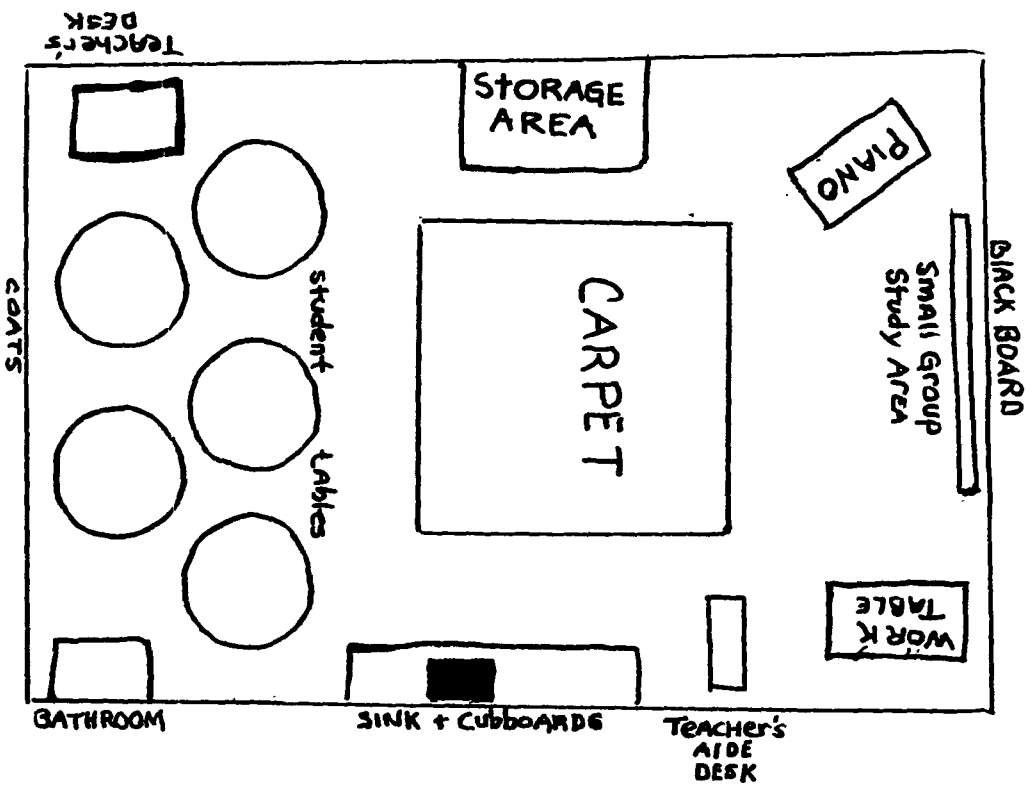 Teacher's
DESK
StORAGE
AREA
PIANO
COATS
student tables
CARPET
Small Group
Study Area
BlACK BOARD
WORK
TABLE
BATHROOM
SINK + CubboARDS
TeACHer's
AIDE
DESK